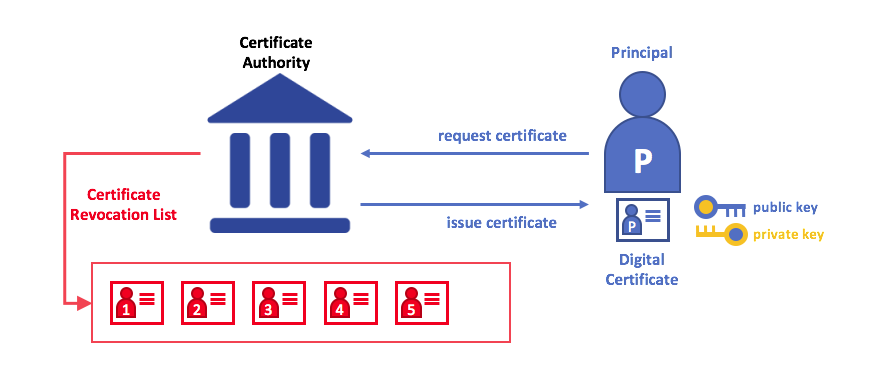 Certificate
Authority
Principal
request certificate
P
Certificate
Revocation List
issue certificate
P
public key
private key
Digital
Certificate
1
2
3
4
5